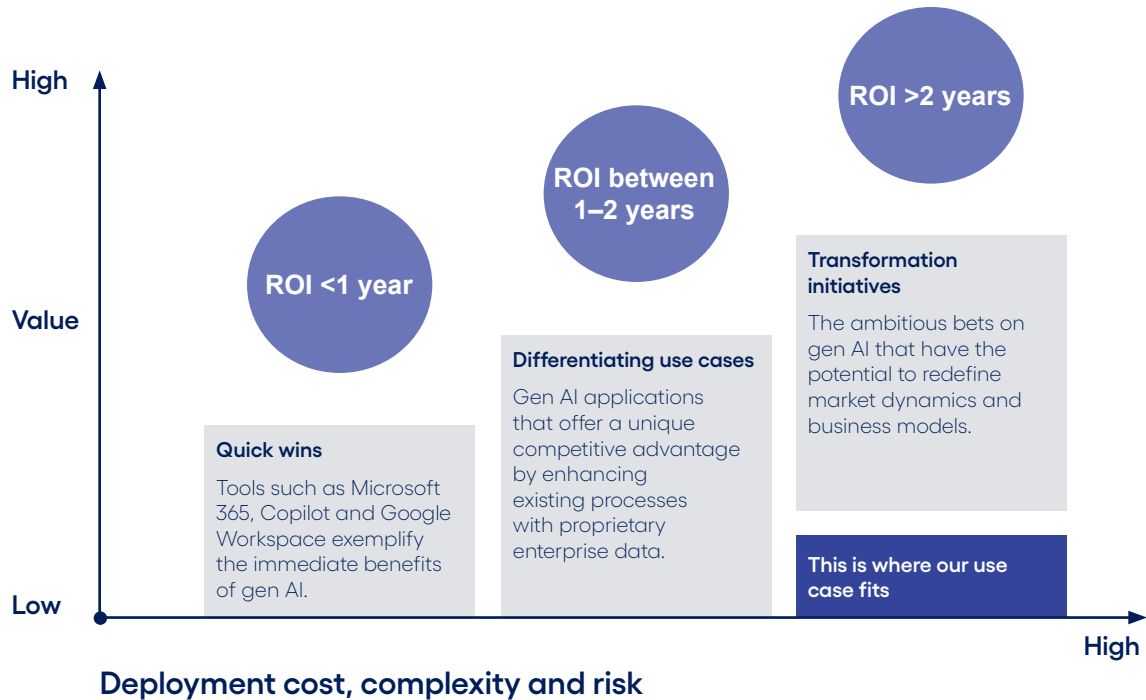 High
Value
Low
ROI <1 year
Quick wins
Tools such as Microsoft
365, Copilot and Google
Workspace exemplify
the immediate benefits
of gen AI.
ROI between
1–2 years
Differentiating use cases
Gen AI applications
that offer a unique
competitive advantage
by enhancing
existing processes
with proprietary
enterprise data.
ROI >2 years
Transformation
initiatives
The ambitious bets on
gen AI that have the
potential to redefine
market dynamics and
business models.
This is where our use
case fits
High
Deployment cost, complexity and risk